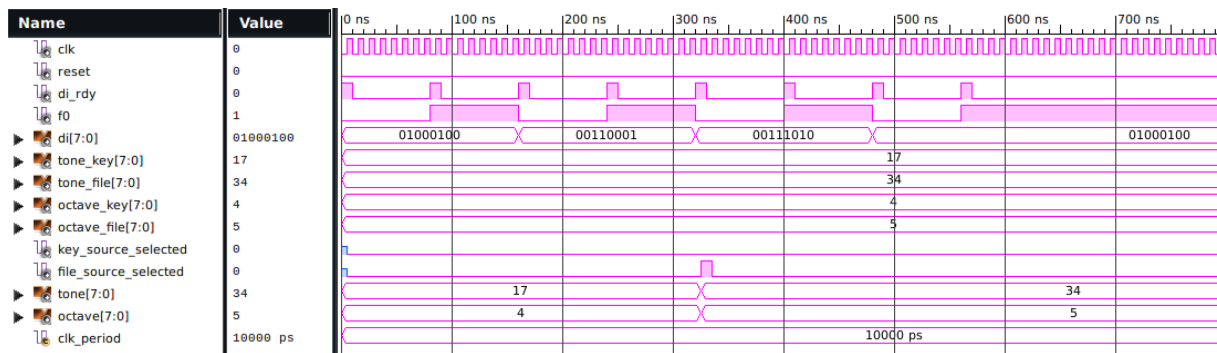 Name Value 0 ns 100 ns 200 ns 300 ns 400 ns 500 ns 600 ns 700 ns
clk 0
reset 0
di_rdy 0
f0 1
di[7:0] 01000100 01000100 00110001 00111010 01000100
tone_key[7:0] 17 17
tone_file[7:0] 34 34
octave_key[7:0] 4 4
octave_file[7:0] 5 5
key_source_selected 0
file_source_selected 0
tone[7:0] 34 17 34
octave[7:0] 5 4 5
clk_period 10000 ps 10000 ps